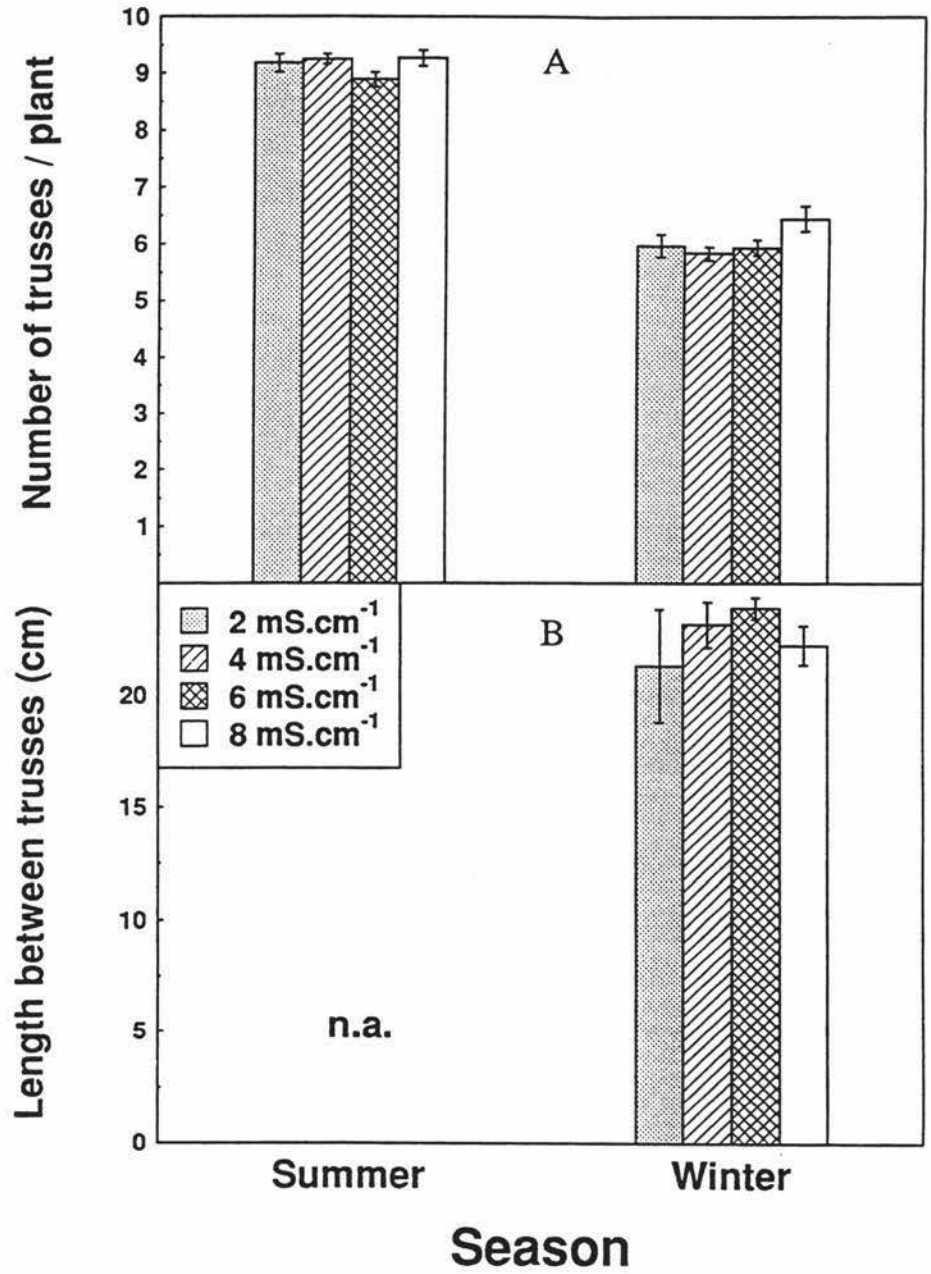 Number of trusses / plant
10
9
8
7
6
5
4
3
2
1
A
Length between trusses (cm)
20
15
10
5
0
2 mS.cm⁻¹
4 mS.cm⁻¹
6 mS.cm⁻¹
8 mS.cm⁻¹
B
n.a.
Summer
Winter
Season